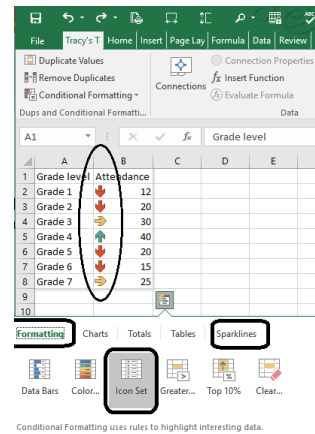 File Tracy's T Home Insert Page Lay Formula Data Review
Duplicate Values
Remove Duplicates
Conditional Formatting
Connections
Connection Properties
fx Insert Function
Evaluate Formula
Dups and Conditional Formatti...
Data
A1
fx
Grade level
A B C D E
1 Grade level Attendance
2 Grade 1 12
3 Grade 2 20
4 Grade 3 30
5 Grade 4 40
6 Grade 5 20
7 Grade 6 15
8 Grade 7 25
9
10
Formatting Charts Totals Tables Sparklines
Data Bars Color... Icon Set Greater... Top 10% Clear...
Conditional Formatting uses rules to highlight interesting data.